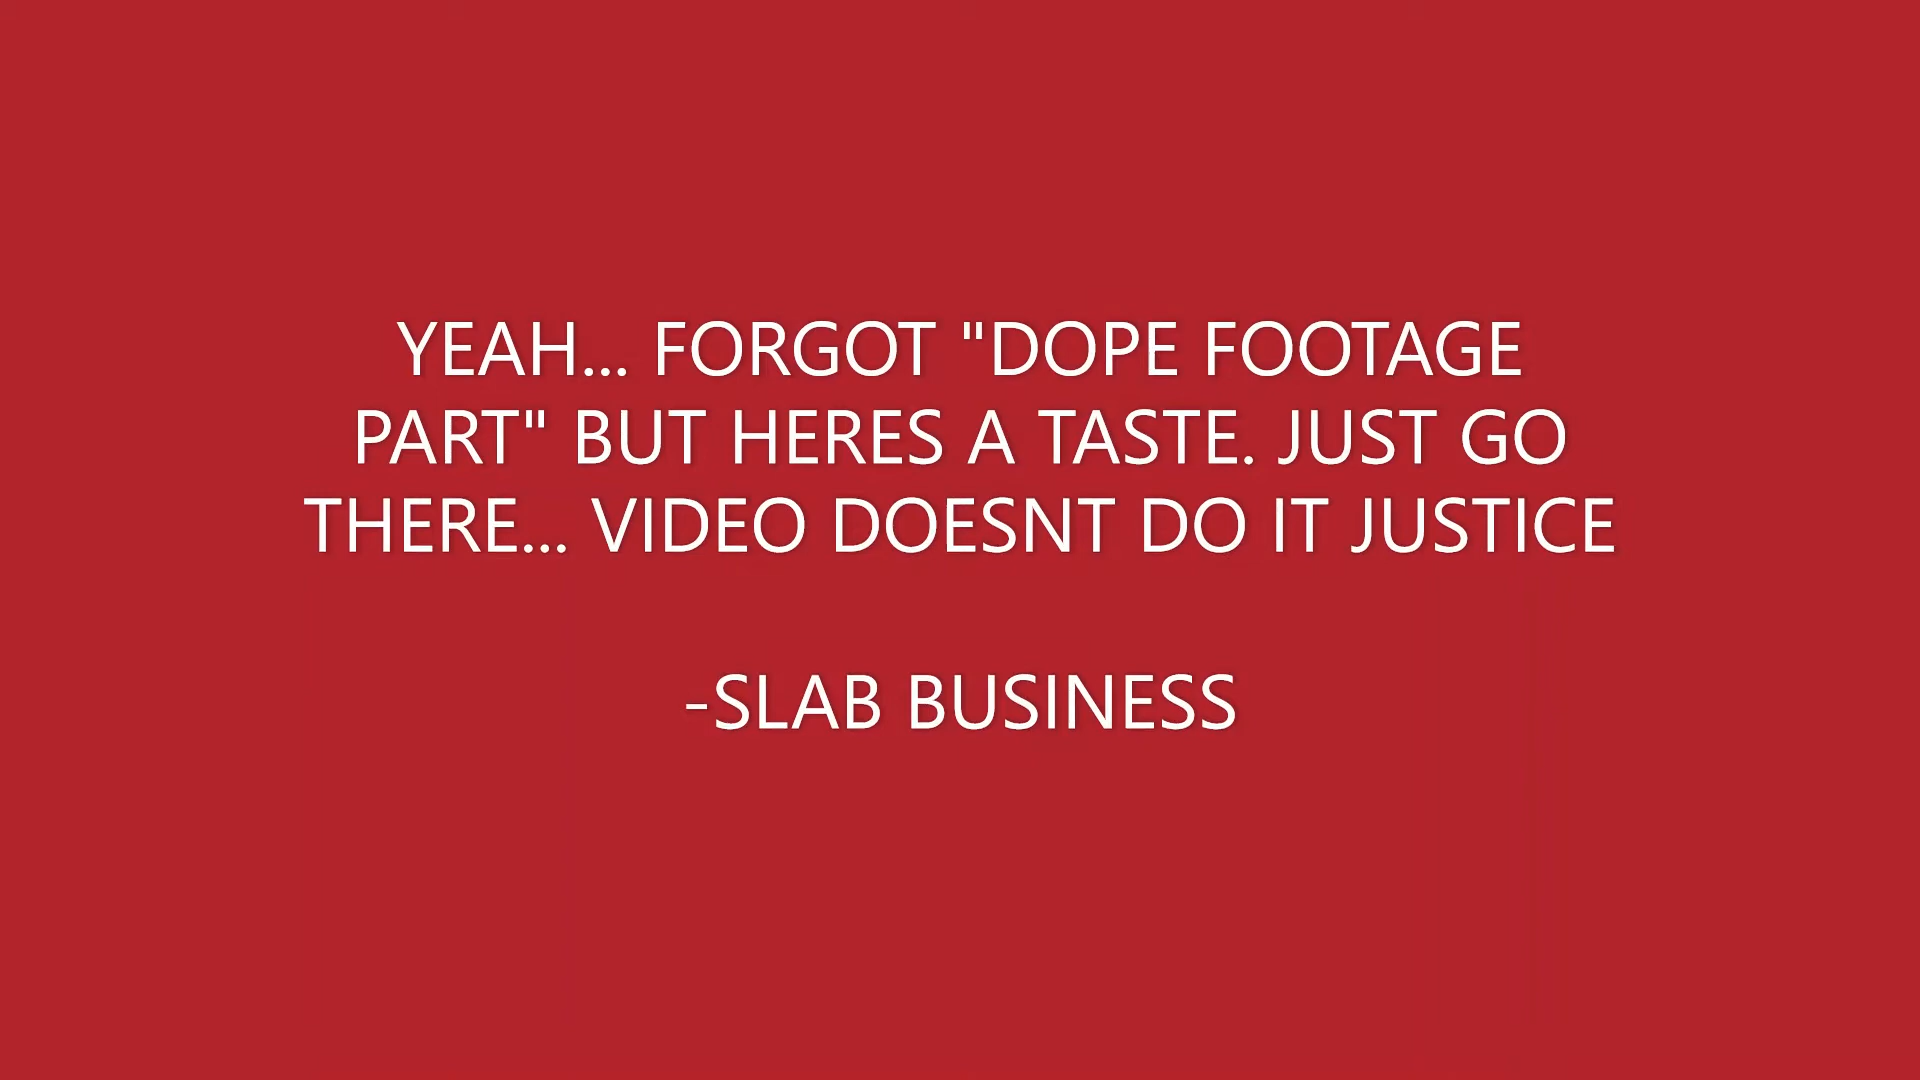 YEAH... FORGOT "DOPE FOOTAGE
PART" BUT HERES A TASTE. JUST GO
THERE... VIDEO DOESNT DO IT JUSTICE
-SLAB BUSINESS